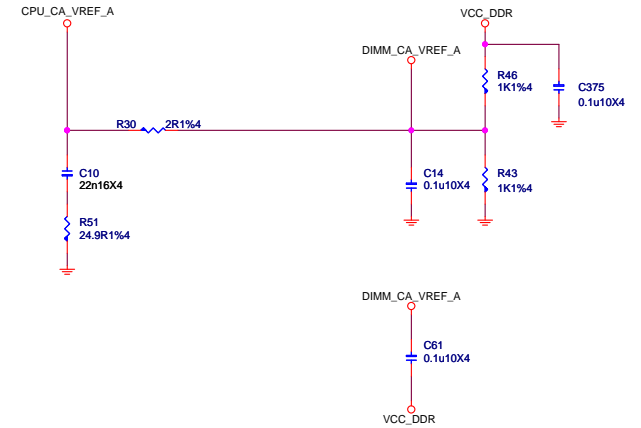 CPU_CA_VREF_A
VCC_DDR
DIMM_CA_VREF_A
R46
1K1%4
C375
0.1u10X4
R30
2R1%4
C10
22n16X4
C14
0.1u10X4
R43
1K1%4
R51
24.9R1%4
DIMM_CA_VREF_A
C61
0.1u10X4
VCC_DDR